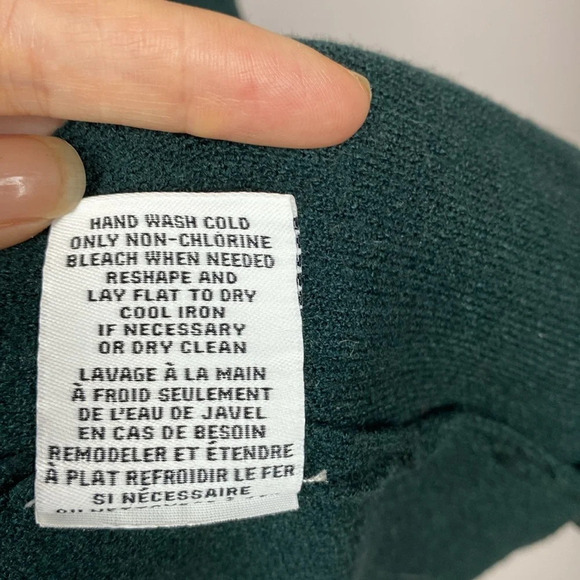 HAND WASH COLD
ONLY NON-CHLORINE
BLEACH WHEN NEEDED
RESHAPE AND
LAY FLAT TO DRY
COOL IRON
IF NECESSARY
OR DRY CLEAN
LAVAGE À LA MAIN
À FROID SEULEMENT
DE L'EAU DE JAVEL
EN CAS DE BESOIN
REMODELER ET ÉTENDRE
À PLAT REFROIDIR LE FER
SI NÉCESSAIRE